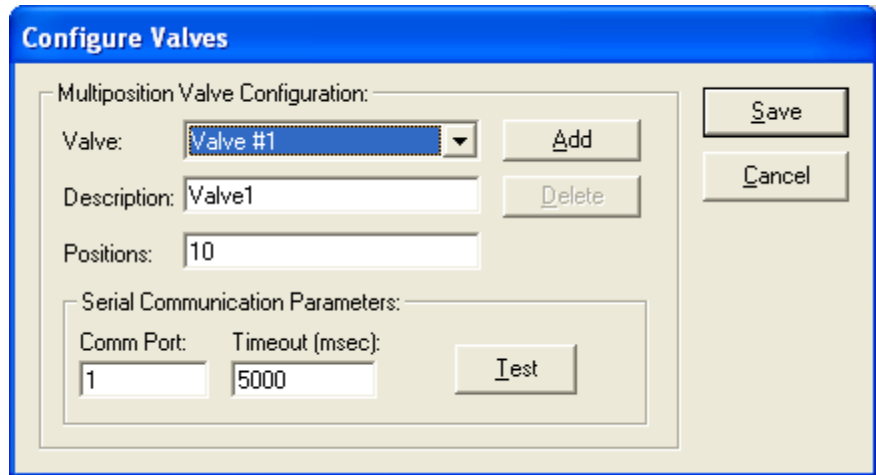 Configure Valves
Multiposition Valve Configuration:
Valve: Valve #1 Add
Description: Valve1 Delete
Positions: 10
Serial Communication Parameters:
Comm Port: Timeout (msec):
1 5000 Test
Save
Cancel